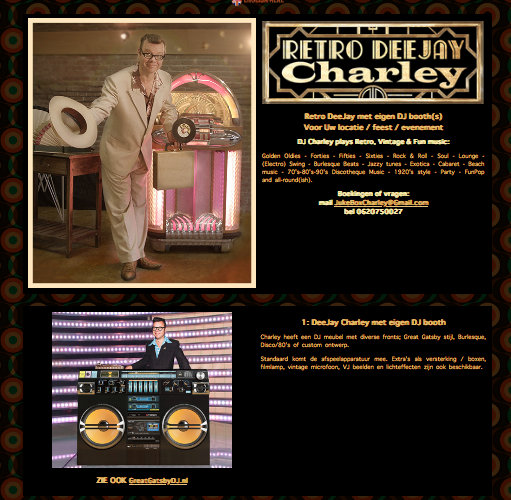 RETRO DEEJAY
Charley
Retro DeeJay met eigen DJ booth(s)
Voor Uw locatie / feest / evenement
DJ Charley plays Retro, Vintage & Fun music:
Golden Oldies - Forties - Fifties - Sixties - Rock & Roll - Soul - Lounge -
(Electro) Swing - Burlesque Beats - Jazzy tunes - Exotica - Cabaret - Beach
music - 70's-80's-90's Discotheque Music - 1920's style - Party - FunPop
and all-round(ish).
Boekingen of vragen:
mail JukeBoxCharley@Gmail.com
bel 0620750027
1: DeeJay Charley met eigen DJ booth
Charley heeft een DJ meubel met diverse fronts; Great Gatsby stijl, Burlesque,
Disco/80's of custom ontwerp.
Standaard komt de afspeelapparatuur mee. Extra's als versterking / boxen,
filmlamp, vintage microfoon, VJ beelden en lichteffecten zijn ook beschikbaar.
ZIE OOK GreatGatsbyDJ.nl